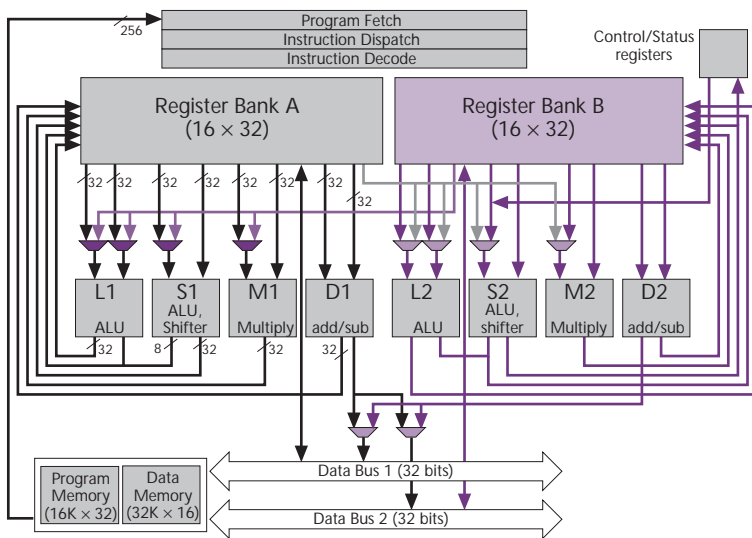 256
Program Fetch
Instruction Dispatch
Instruction Decode
Control/Status
registers
Register Bank A
(16 × 32)
Register Bank B
(16 × 32)
32
32
32
32
32
32
32
32
L1
ALU
S1
ALU,
Shifter
M1
Multiply
D1
add/sub
L2
ALU
S2
ALU,
shifter
M2
Multiply
D2
add/sub
32
8
32
32
32
Program
Memory
(16K × 32)
Data
Memory
(32K × 16)
Data Bus 1 (32 bits)
Data Bus 2 (32 bits)